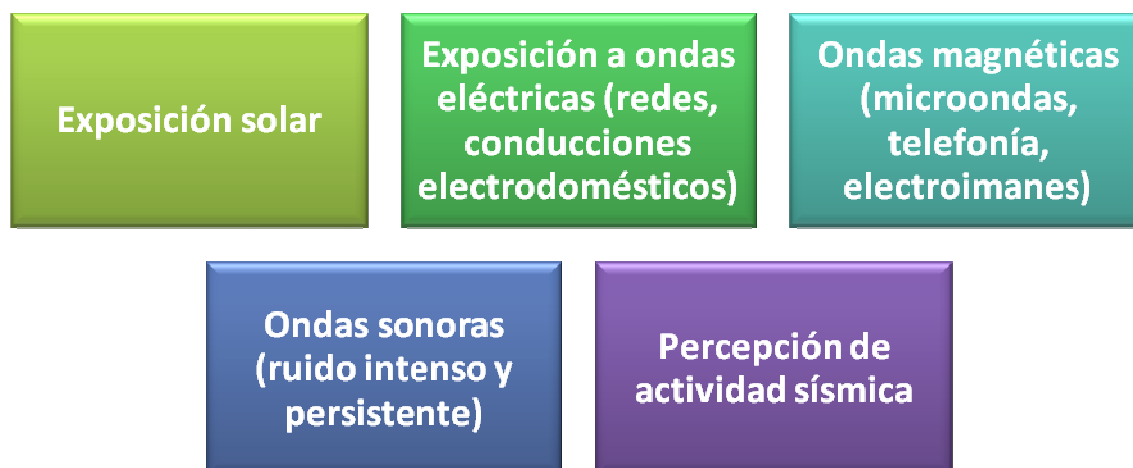 Exposición solar
Exposición a ondas
eléctricas (redes,
conducciones
electrodomésticos)
Ondas magnéticas
(microondas,
telefonía,
electroimanes)
Ondas sonoras
(ruido intenso y
persistente)
Percepción de
actividad sísmica